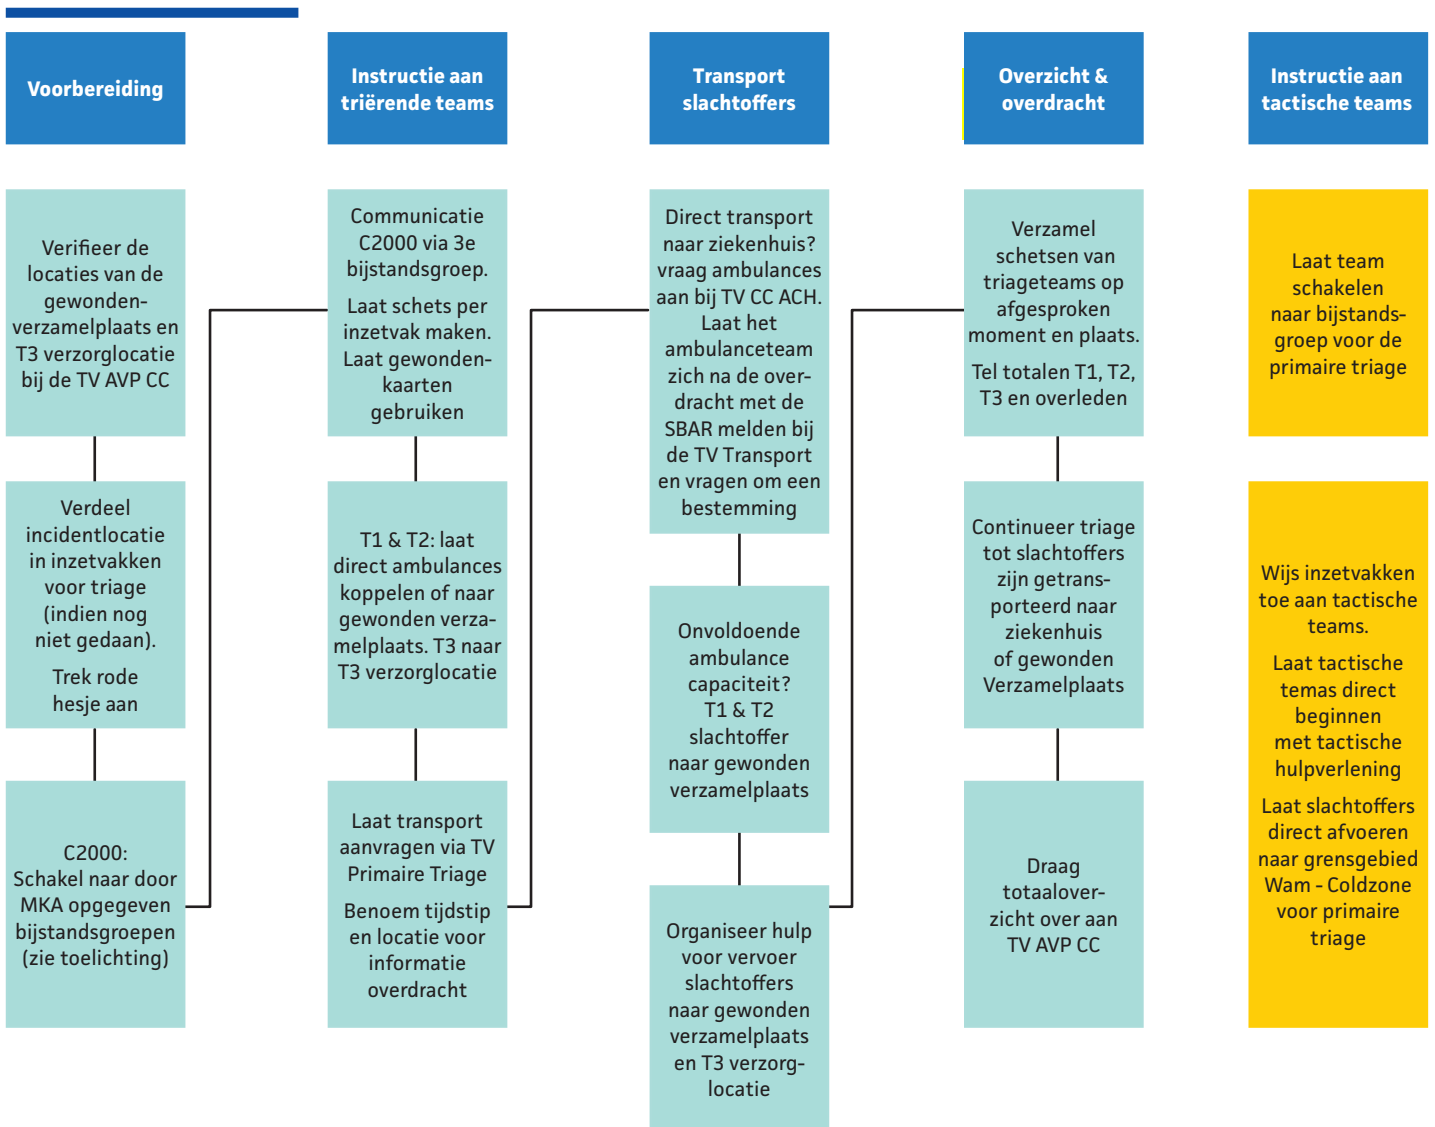 Voorbereiding
Verifieer de
locaties van de
gewonden-
verzamelplaats en
T3 verzorglocatie
bij de TV AVP CC
Verdeel
incidentlocatie
in inzetvakken
voor triage
(indien nog
niet gedaan).
Trek rode
hesje aan
C2000:
Schakel naar door
MKA opgegeven
bijstandsgroepen
(zie toelichting)
Instructie aan
triërende teams
Communicatie
C2000 via 3e
bijstandsgroep.
Laat schets per
inzetvak maken.
Laat gewonden-
kaarten
gebruiken
T1 & T2: laat
direct ambulances
koppelen of naar
gewonden verza-
melplaats. T3 naar
T3 verzorglocatie
Laat transport
aanvragen via TV
Primaire Triage
Benoem tijdstip
en locatie voor
informatie
overdracht
Transport
slachtoffers
Direct transport
naar ziekenhuis?
vraag ambulances
aan bij TV CC ACH.
Laat het
ambulanceteam
zich na de over-
dracht met de
SBAR melden bij
de TV Transport
en vragen om een
bestemming
Onvoldoende
ambulance
capaciteit?
T1 & T2
slachtoffer
naar gewonden
verzamelplaats
Organiseer hulp
voor vervoer
slachtoffers
naar gewonden
verzamelplaats
en T3 verzorg-
locatie
Overzicht &
overdracht
Verzamel
schetsen van
triageteams op
afgesproken
moment en plaats.
Tel totalen T1, T2,
T3 en overleden
Continueer triage
tot slachtoffers
zijn getrans-
porteerd naar
ziekenhuis
of gewonden
Verzamelplaats
Draag
totaalover-
zicht over aan
TV AVP CC
Instructie aan
tactische teams
Laat team
schakelen
naar bijstands-
groep voor de
primaire triage
Wijs inzetvakken
toe aan tactische
teams.
Laat tactische
temas direct
beginnen
met tactische
hulpverlening
Laat slachtoffers
direct afvoeren
naar grensgebied
Wam - Coldzone
voor primaire
triage